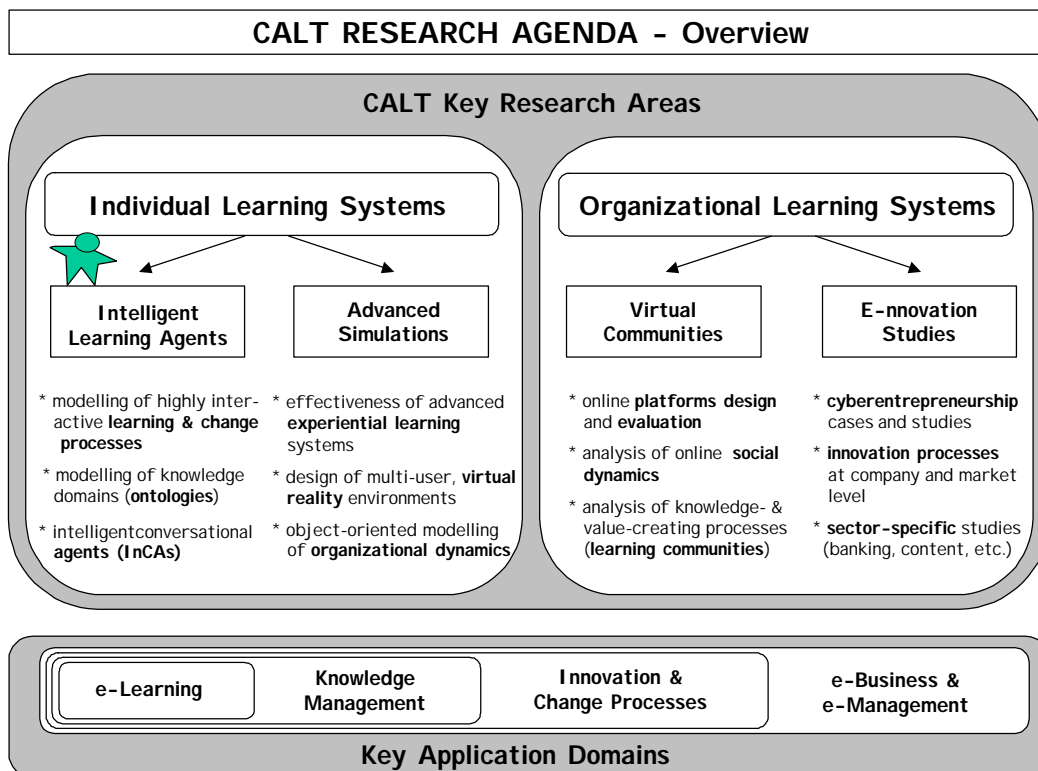 CALT RESEARCH AGENDA - Overview
CALT Key Research Areas
Individual Learning Systems
Intelligent
Learning Agents
Advanced
Simulations
* modelling of highly inter-
active learning & change
processes
* modelling of knowledge
domains (ontologies)
* intelligentconversational
agents (InCAs)
* effectiveness of advanced
experiential learning
systems
* design of multi-user, virtual
reality environments
* object-oriented modelling
of organizational dynamics
Organizational Learning Systems
Virtual
Communities
E-nnovation
Studies
* online platforms design
and evaluation
* analysis of online social
dynamics
* analysis of knowledge- &
value-creating processes
(learning communities)
* cyberentrepreneurship
cases and studies
* innovation processes
at company and market
level
* sector-specific studies
(banking, content, etc.)
e-Learning
Knowledge
Management
Innovation &
Change Processes
e-Business &
e-Management
Key Application Domains